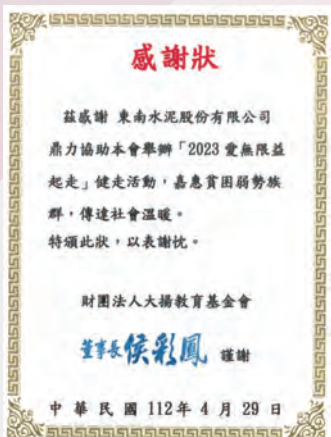 感謝狀
茲感謝 東南水泥股份有限公司
鼎力協助本會舉辦「2023 愛無限益
起走」健走活動，嘉惠貧困弱勢族
群，傳達社會溫暖。
特頒此狀，以表謝忱。
財團法人大揚教育基金會
董事長 侯彩鳳 謹謝
中華民國 112 年 4 月 29 日